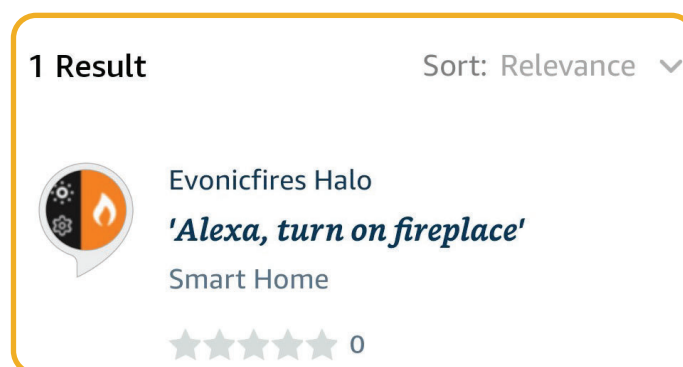 1 Result Sort: Relevance
Evonicfires Halo
'Alexa, turn on fireplace'
Smart Home
0